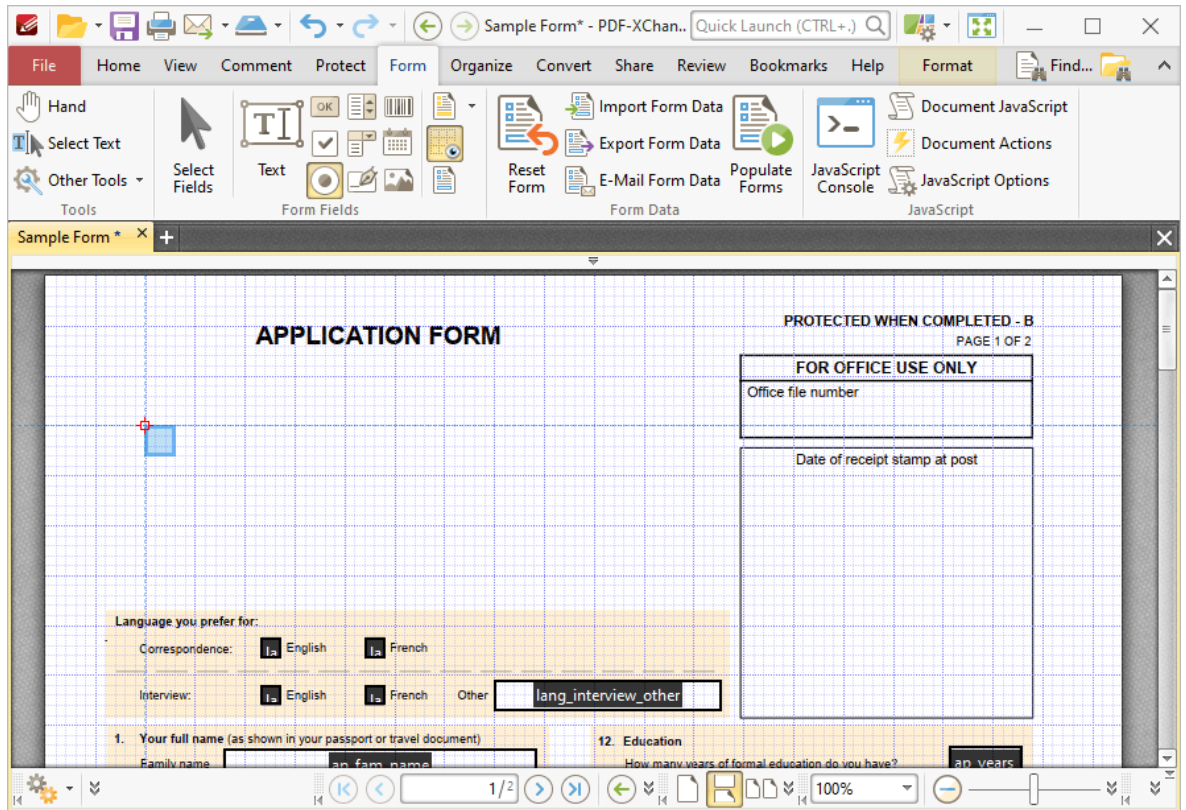 Sample Form* - PDF-XChan..
Quick Launch (CTRL+.)
File Home View Comment Protect Form Organize Convert Share Review Bookmarks Help Format Find...
Hand
Select Text
Other Tools
Tools
Select Fields
Text
OK
Form Fields
Reset Form
Import Form Data
Export Form Data
E-Mail Form Data
Populate Forms
Form Data
JavaScript Console
Document JavaScript
Document Actions
JavaScript Options
JavaScript
Sample Form *
APPLICATION FORM
PROTECTED WHEN COMPLETED - B
PAGE 1 OF 2
FOR OFFICE USE ONLY
Office file number
Date of receipt stamp at post
Language you prefer for:
Correspondence: la English la French
Interview: la English la French Other lang_interview_other
1. Your full name (as shown in your passport or travel document)
Family name ap_fam_name
12. Education
How many years of formal education do you have? ap_years
1/2
100%